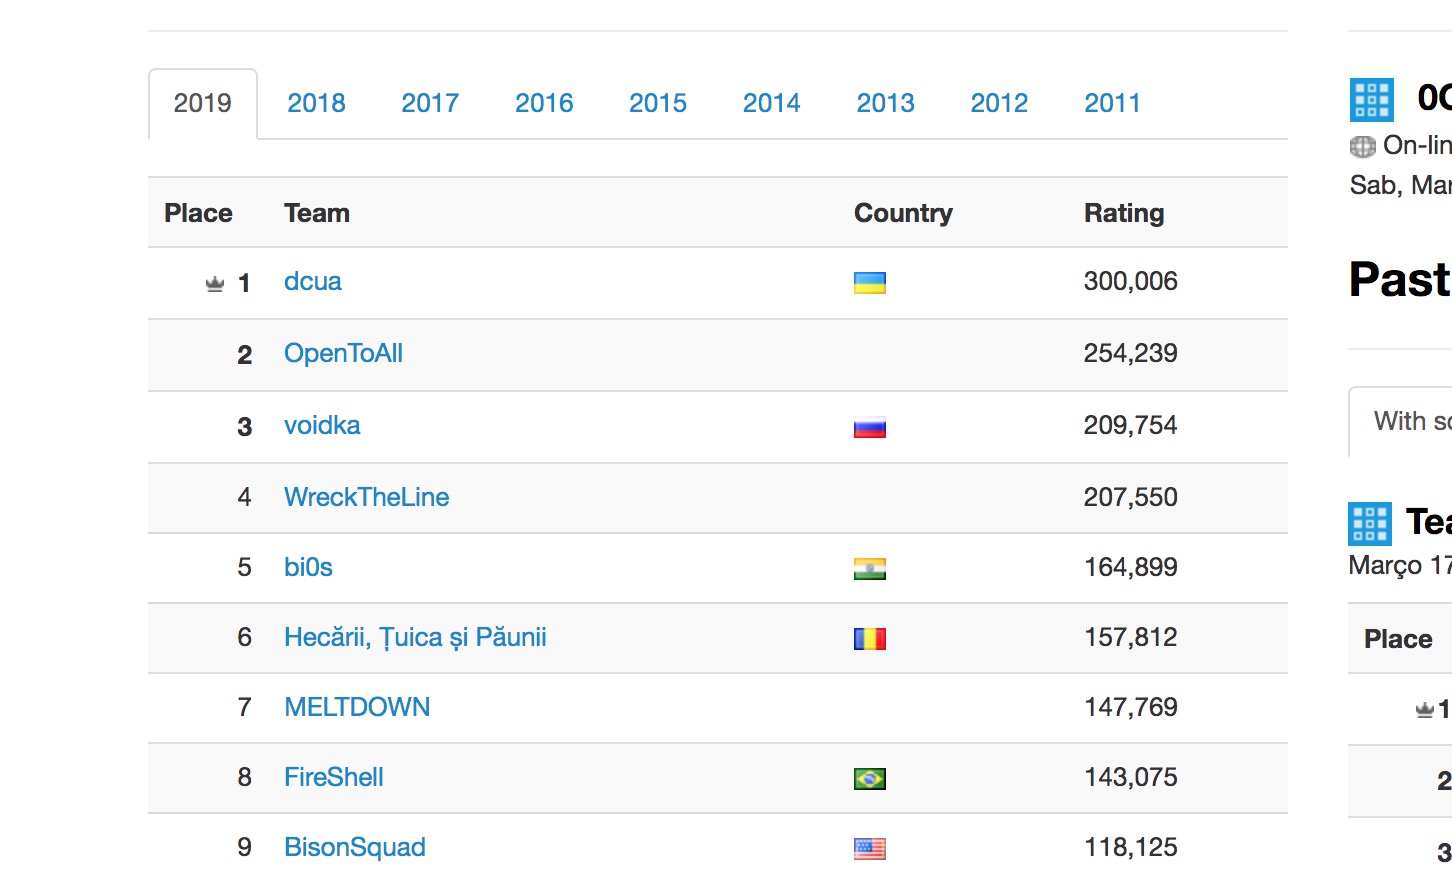 2019 2018 2017 2016 2015 2014 2013 2012 2011
Place Team Country Rating
1 dcua 300,006
2 OpenToAll 254,239
3 voidka 209,754
4 WreckTheLine 207,550
5 bi0s 164,899
6 Hecării, Țuica și Păunii 157,812
7 MELTDOWN 147,769
8 FireShell 143,075
9 BisonSquad 118,125
On-lin
Sab, Mar
Past
With
Março 17
Place
1
2
3